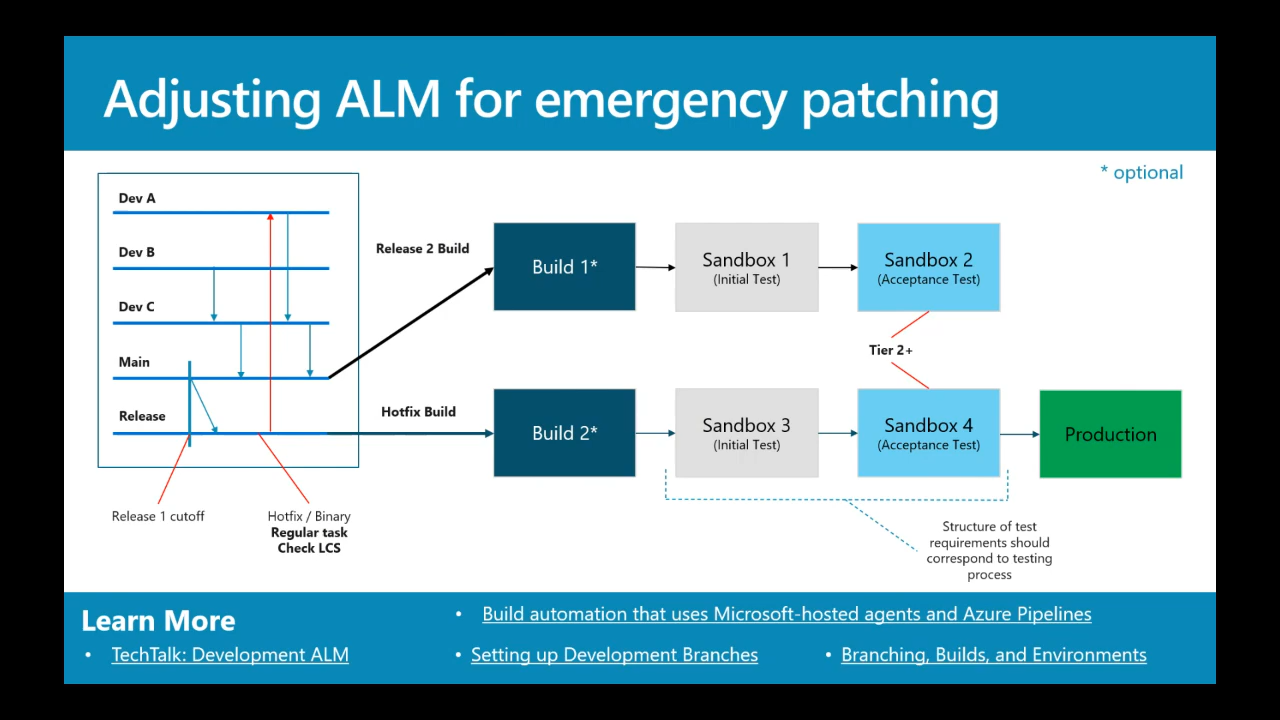 Adjusting ALM for emergency patching
* optional
Dev A
Dev B
Dev C
Main
Release
Release 1 cutoff
Hotfix / Binary
Regular task
Check LCS
Release 2 Build
Build 1*
Sandbox 1
(Initial Test)
Sandbox 2
(Acceptance Test)
Tier 2+
Hotfix Build
Build 2*
Sandbox 3
(Initial Test)
Sandbox 4
(Acceptance Test)
Production
Structure of test
requirements should
correspond to testing
process
Learn More
• Build automation that uses Microsoft-hosted agents and Azure Pipelines
• TechTalk: Development ALM
• Setting up Development Branches
• Branching, Builds, and Environments